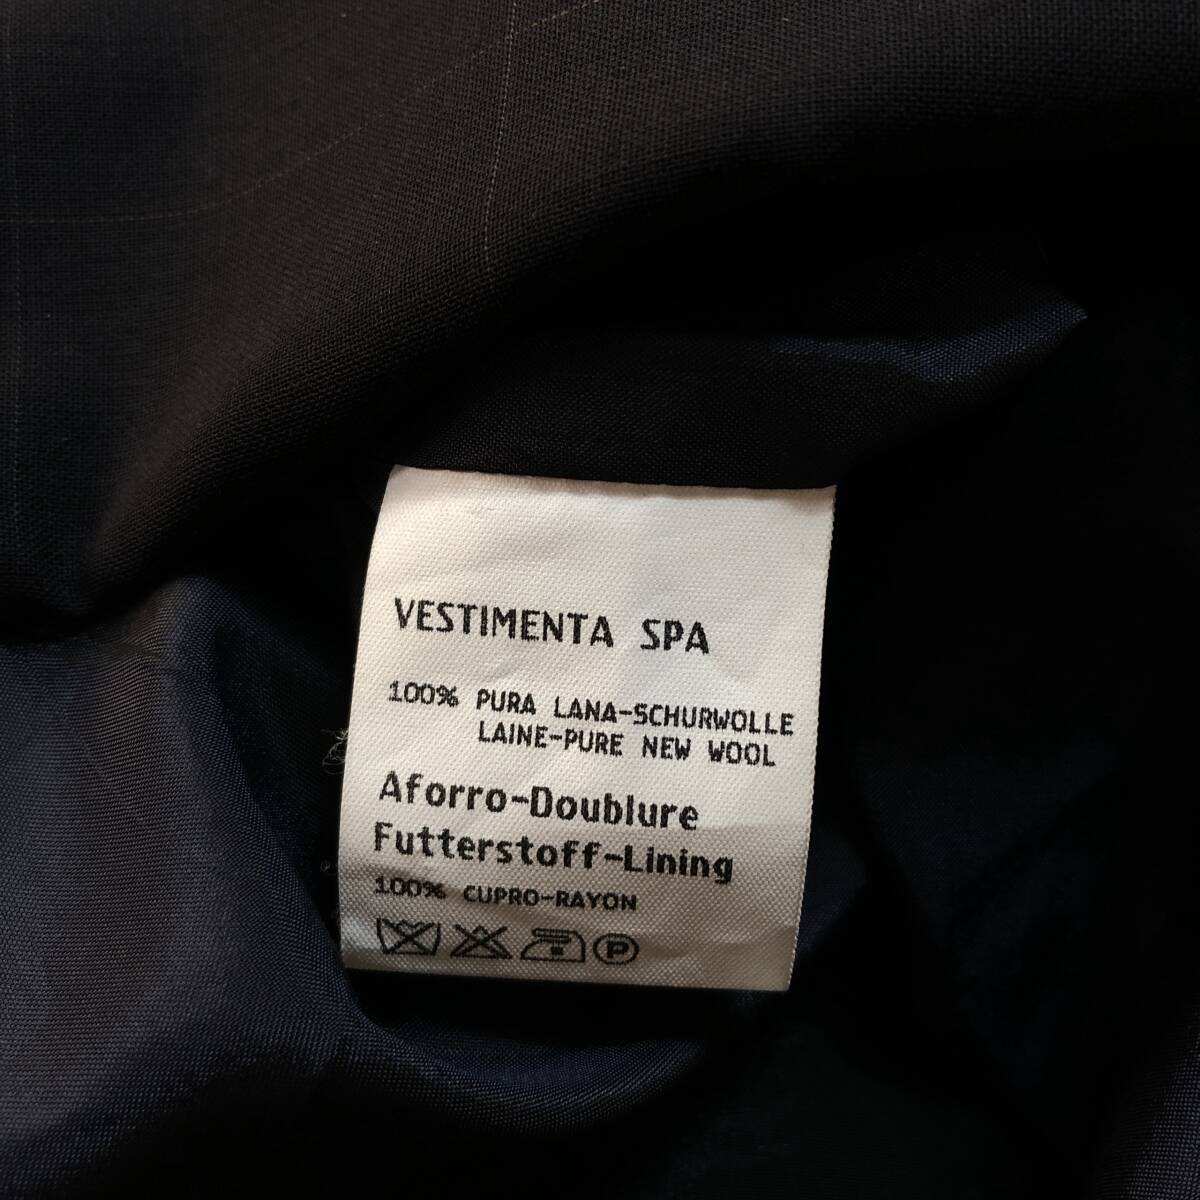 VESTIMENTA SPA
100% PURA LANA-SCHURWOLLE
LAINE-PURE NEW WOOL
Aforro-Doublure
Futterstoff-Lining
100% CUPRO-RAYON
P